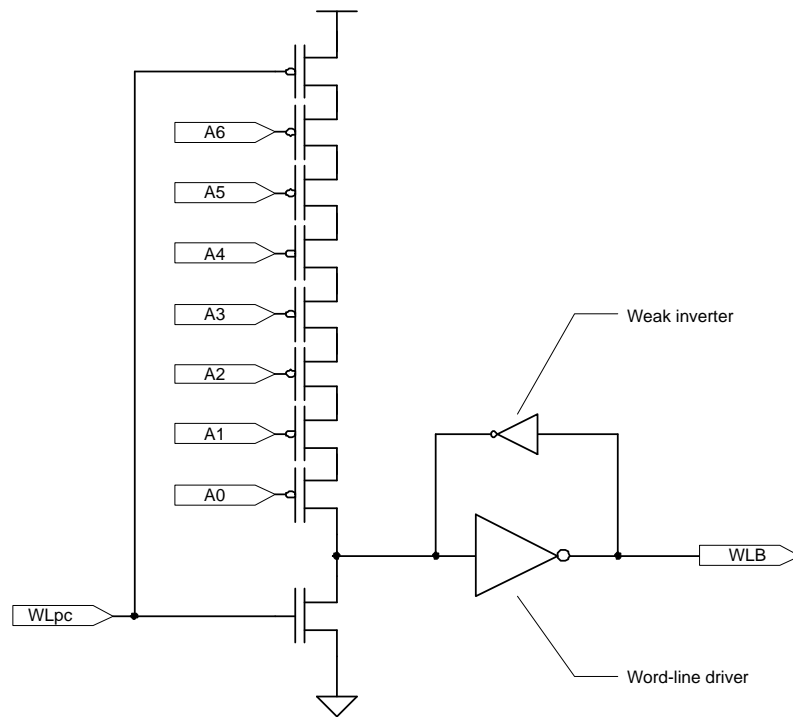 A6
A5
A4
A3
Weak inverter
A2
A1
A0
WLB
WLpc
Word-line driver